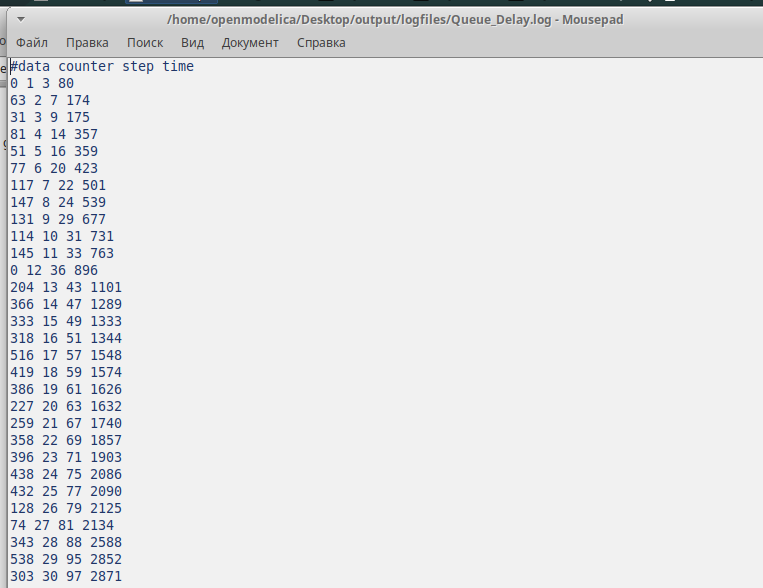 /home/openmodelica/Desktop/output/logfiles/Queue_Delay.log - Mousepad
Файл Правка Поиск Вид Документ Справка
#data counter step time
0 1 3 80
63 2 7 174
31 3 9 175
81 4 14 357
51 5 16 359
77 6 20 423
117 7 22 501
147 8 24 539
131 9 29 677
114 10 31 731
145 11 33 763
0 12 36 896
204 13 43 1101
366 14 47 1289
333 15 49 1333
318 16 51 1344
516 17 57 1548
419 18 59 1574
386 19 61 1626
227 20 63 1632
259 21 67 1740
358 22 69 1857
396 23 71 1903
438 24 75 2086
432 25 77 2090
128 26 79 2125
74 27 81 2134
343 28 88 2588
538 29 95 2852
303 30 97 2871